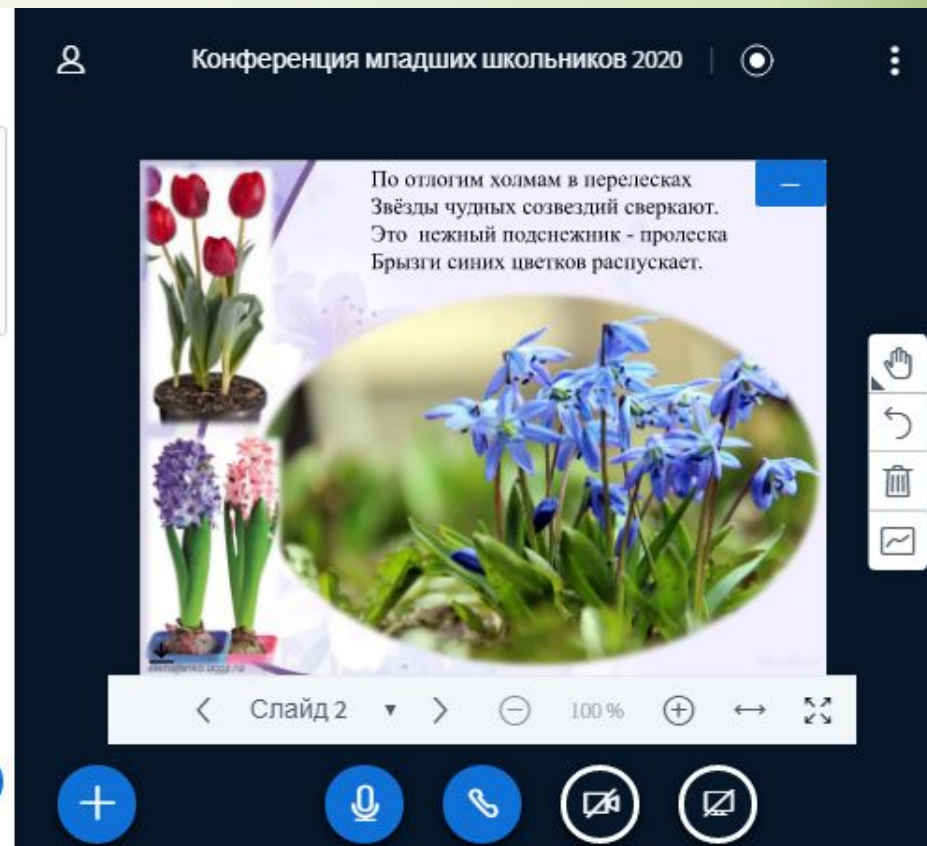 Конференция младших школьников 2020
По отлогим холмам в перелесках
Звёзды чудных созвездий сверкают.
Это нежный подснежник - пролеска
Брызги синих цветков распускает.
Слайд 2
100 %